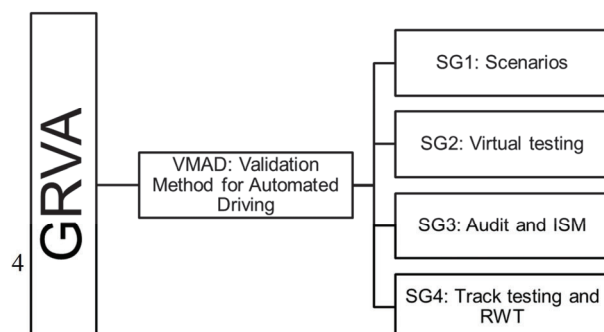 GRVA
4
VMAD: Validation
Method for Automated
Driving
SG1: Scenarios
SG2: Virtual testing
SG3: Audit and ISM
SG4: Track testing and
RWT